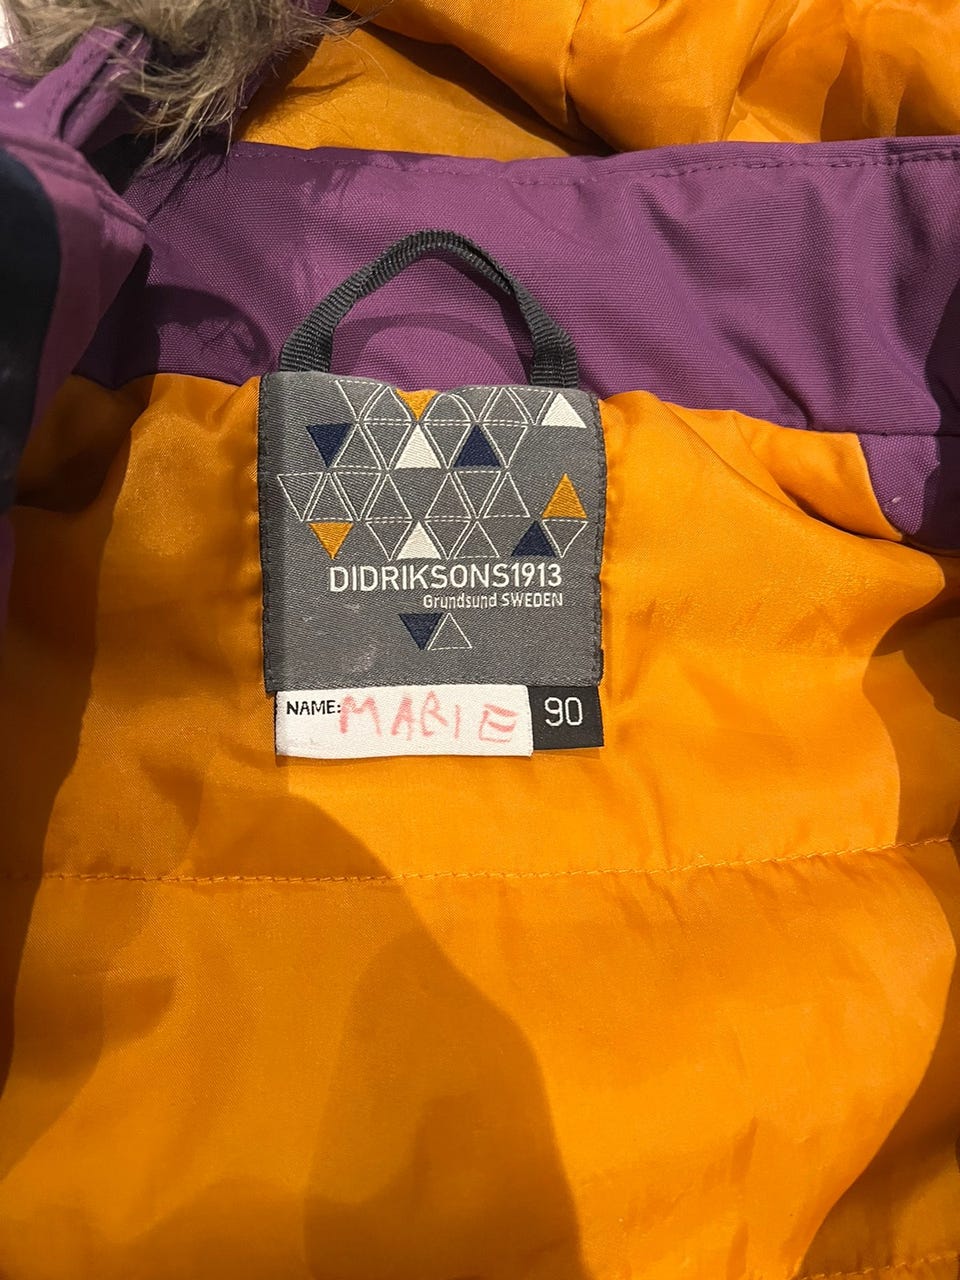 DIDRIKSONS1913
Grundsund SWEDEN
NAME: MARIE 90